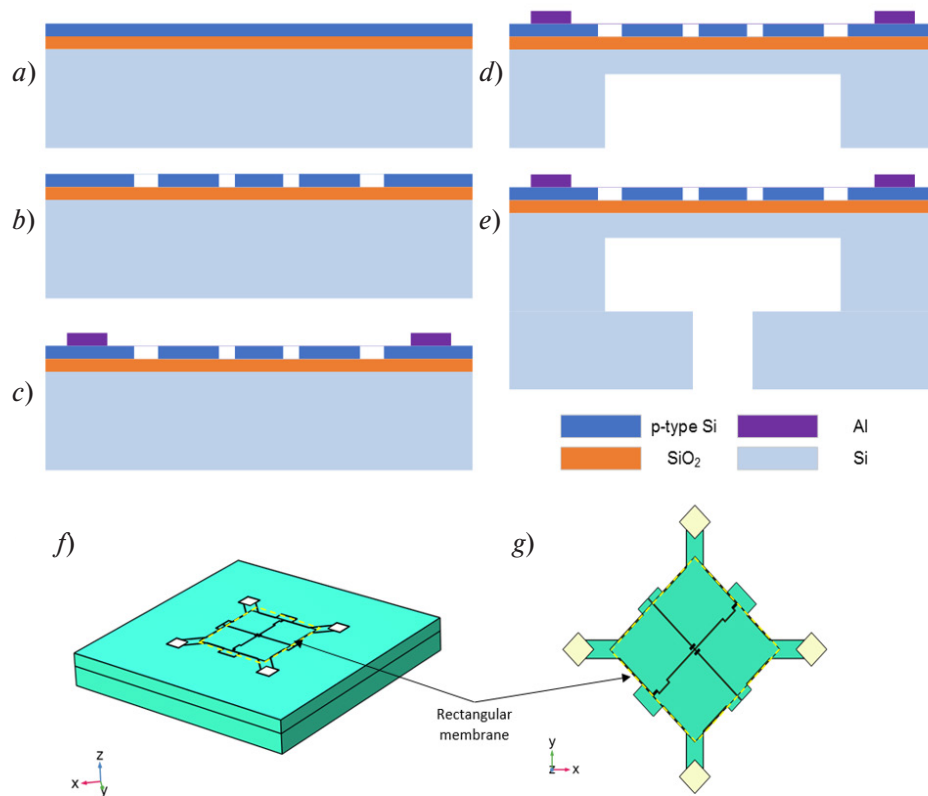 a)
b)
c)
d)
e)
p-type Si
Al
SiO₂
Si
f)
g)
Rectangular
membrane
z
x
y
y
z
x